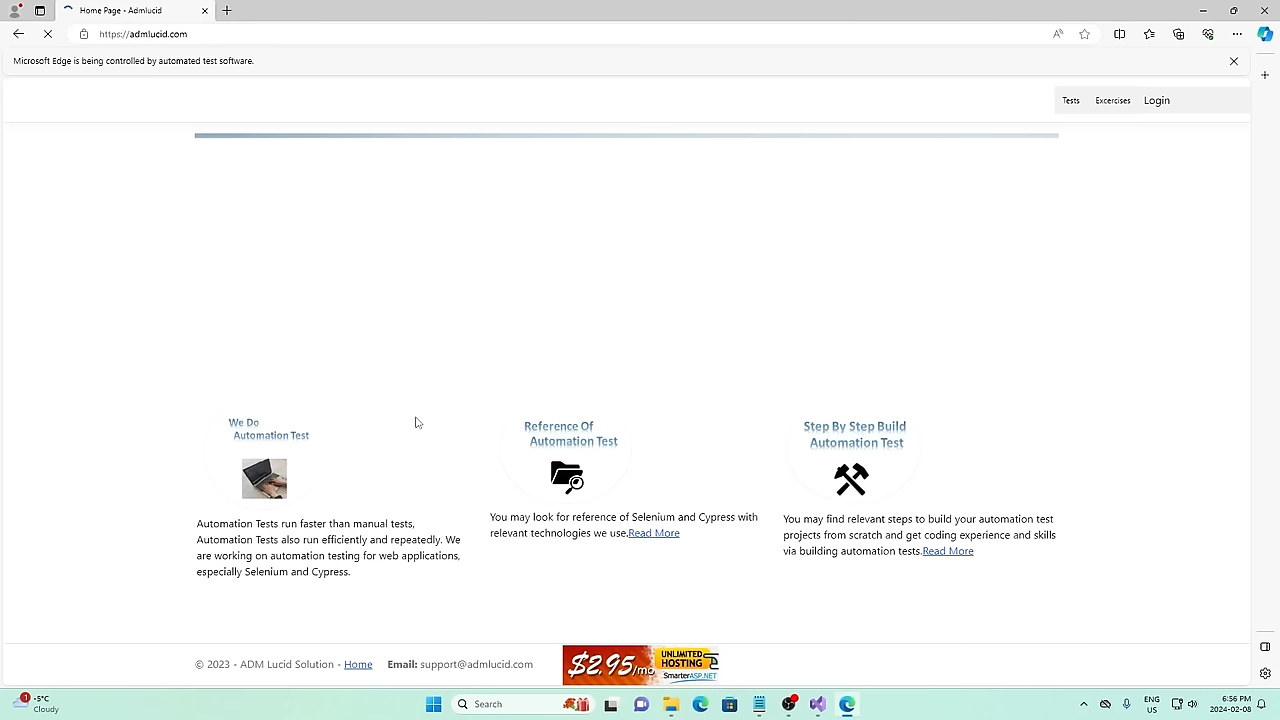 Home Page - Admlucid
https://admlucid.com
Microsoft Edge is being controlled by automated test software.
Tests
Excercises
Login
We Do
Automation Test
Reference Of
Automation Test
Step By Step Build
Automation Test
Automation Tests run faster than manual tests,
Automation Tests also run efficiently and repeatedly. We
are working on automation testing for web applications,
especially Selenium and Cypress.
You may look for reference of Selenium and Cypress with
relevant technologies we use.Read More
You may find relevant steps to build your automation test
projects from scratch and get coding experience and skills
via building automation tests.Read More
© 2023 - ADM Lucid Solution - Home
Email: support@admlucid.com
$2.95/mo
UNLIMITED
HOSTING
SmarterASP.NET
1
-5°C
Cloudy
Search
ENG
US
6:56 PM
2024-02-08